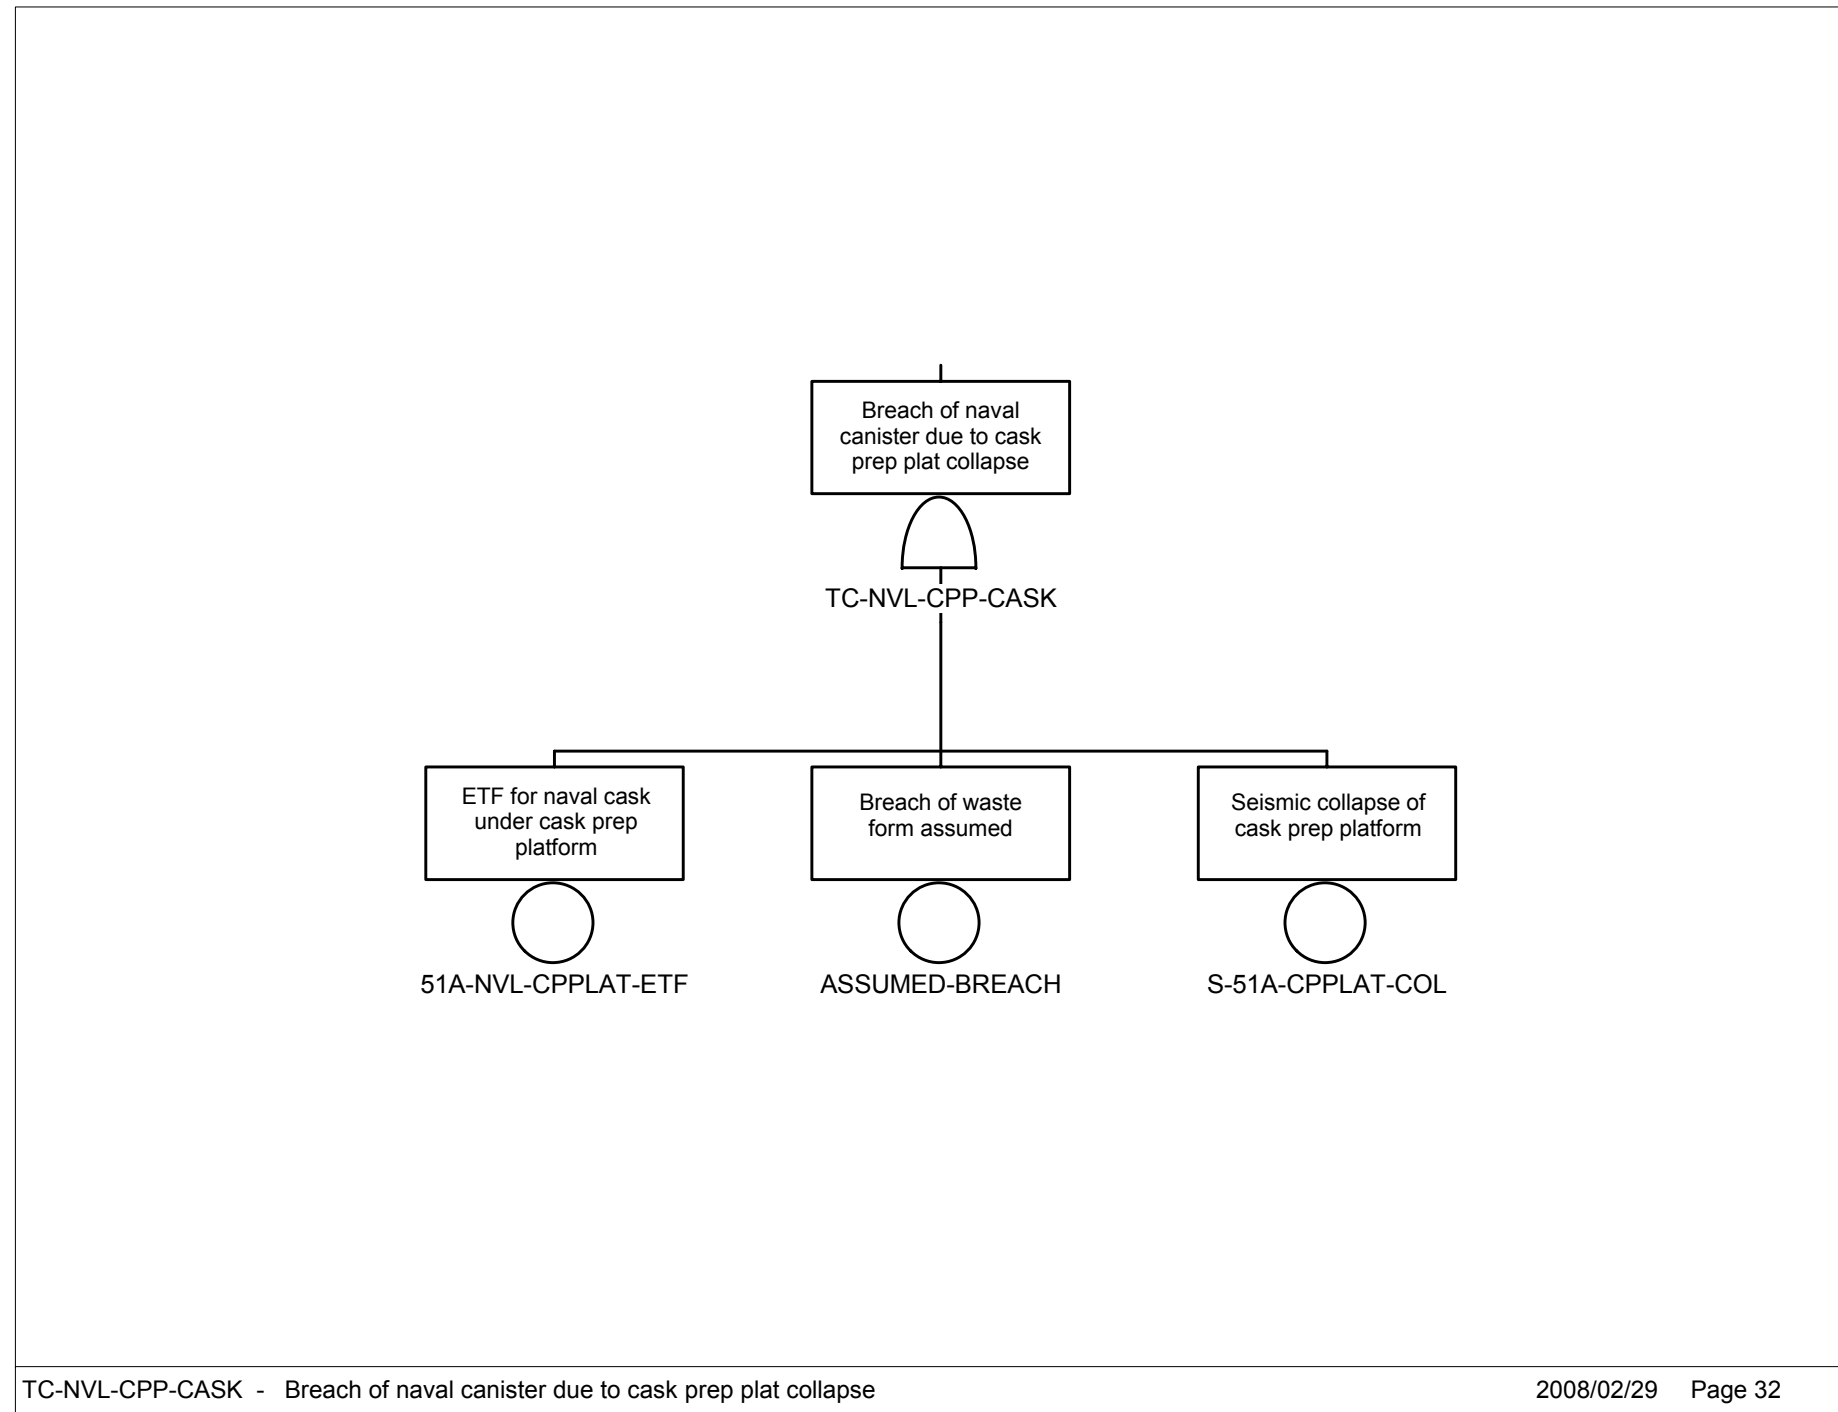 Breach of naval
canister due to cask
prep plat collapse
TC-NVL-CPP-CASK
ETF for naval cask
under cask prep
platform
51A-NVL-CPPLAT-ETF
Breach of waste
form assumed
ASSUMED-BREACH
Seismic collapse of
cask prep platform
S-51A-CPPLAT-COL
TC-NVL-CPP-CASK - Breach of naval canister due to cask prep plat collapse 2008/02/29 Page 32